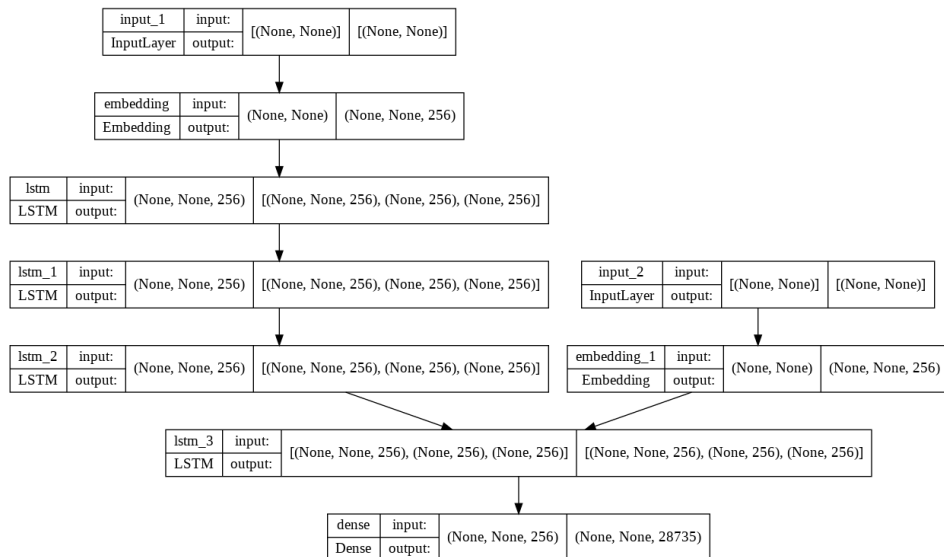 input_1 input: [(None, None)] [(None, None)]
InputLayer output:
embedding input: (None, None) (None, None, 256)
Embedding output:
lstm input: (None, None, 256) [(None, None, 256), (None, 256), (None, 256)]
LSTM output:
lstm_1 input: (None, None, 256) [(None, None, 256), (None, 256), (None, 256)]
LSTM output:
input_2 input: [(None, None)] [(None, None)]
InputLayer output:
lstm_2 input: (None, None, 256) [(None, None, 256), (None, 256), (None, 256)]
LSTM output:
embedding_1 input: (None, None) (None, None, 256)
Embedding output:
lstm_3 input: [(None, None, 256), (None, 256), (None, 256)] [(None, None, 256), (None, 256), (None, 256)]
LSTM output:
dense input: (None, None, 256) (None, None, 28735)
Dense output: